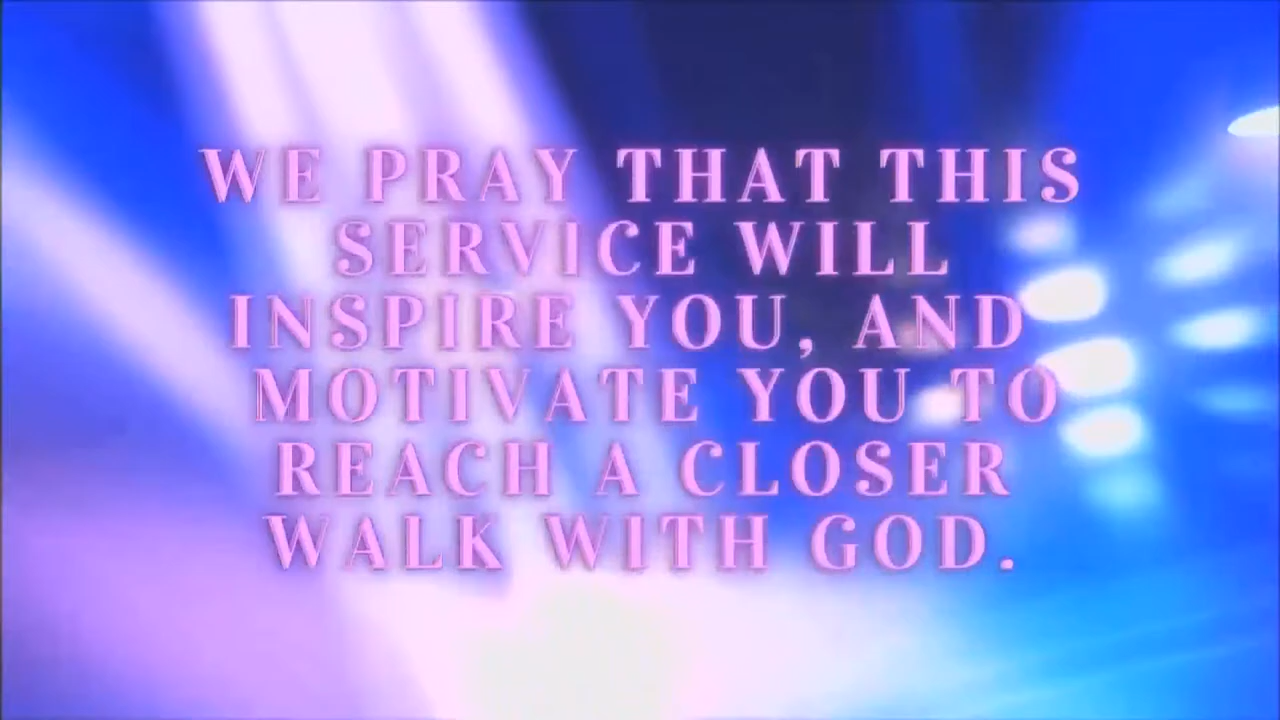 WE PRAY THAT THIS
SERVICE WILL
INSPIRE YOU, AND
MOTIVATE YOU TO
REACH A CLOSER
WALK WITH GOD.